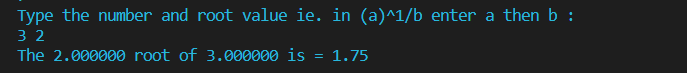 Type the number and root value ie. in (a)^1/b enter a then b :
3 2
The 2.000000 root of 3.000000 is = 1.75